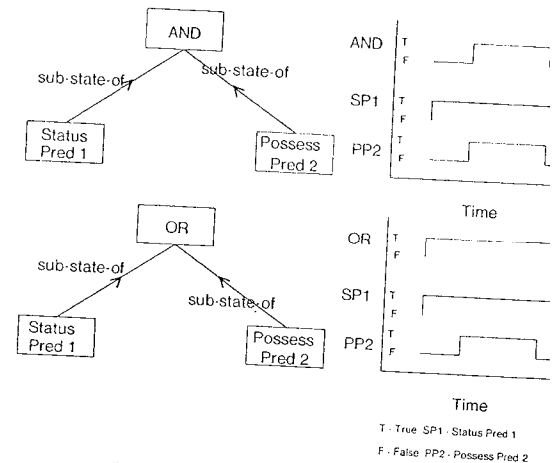 AND
sub-state-of
sub-state-of
Status
Pred 1
Possess
Pred 2
AND T
F
SP1 T
F
PP2 T
F
Time
OR
sub-state-of
sub-state-of
Status
Pred 1
Possess
Pred 2
OR T
F
SP1 T
F
PP2 T
F
Time
T - True SP1 - Status Pred 1
F - False PP2 - Possess Pred 2